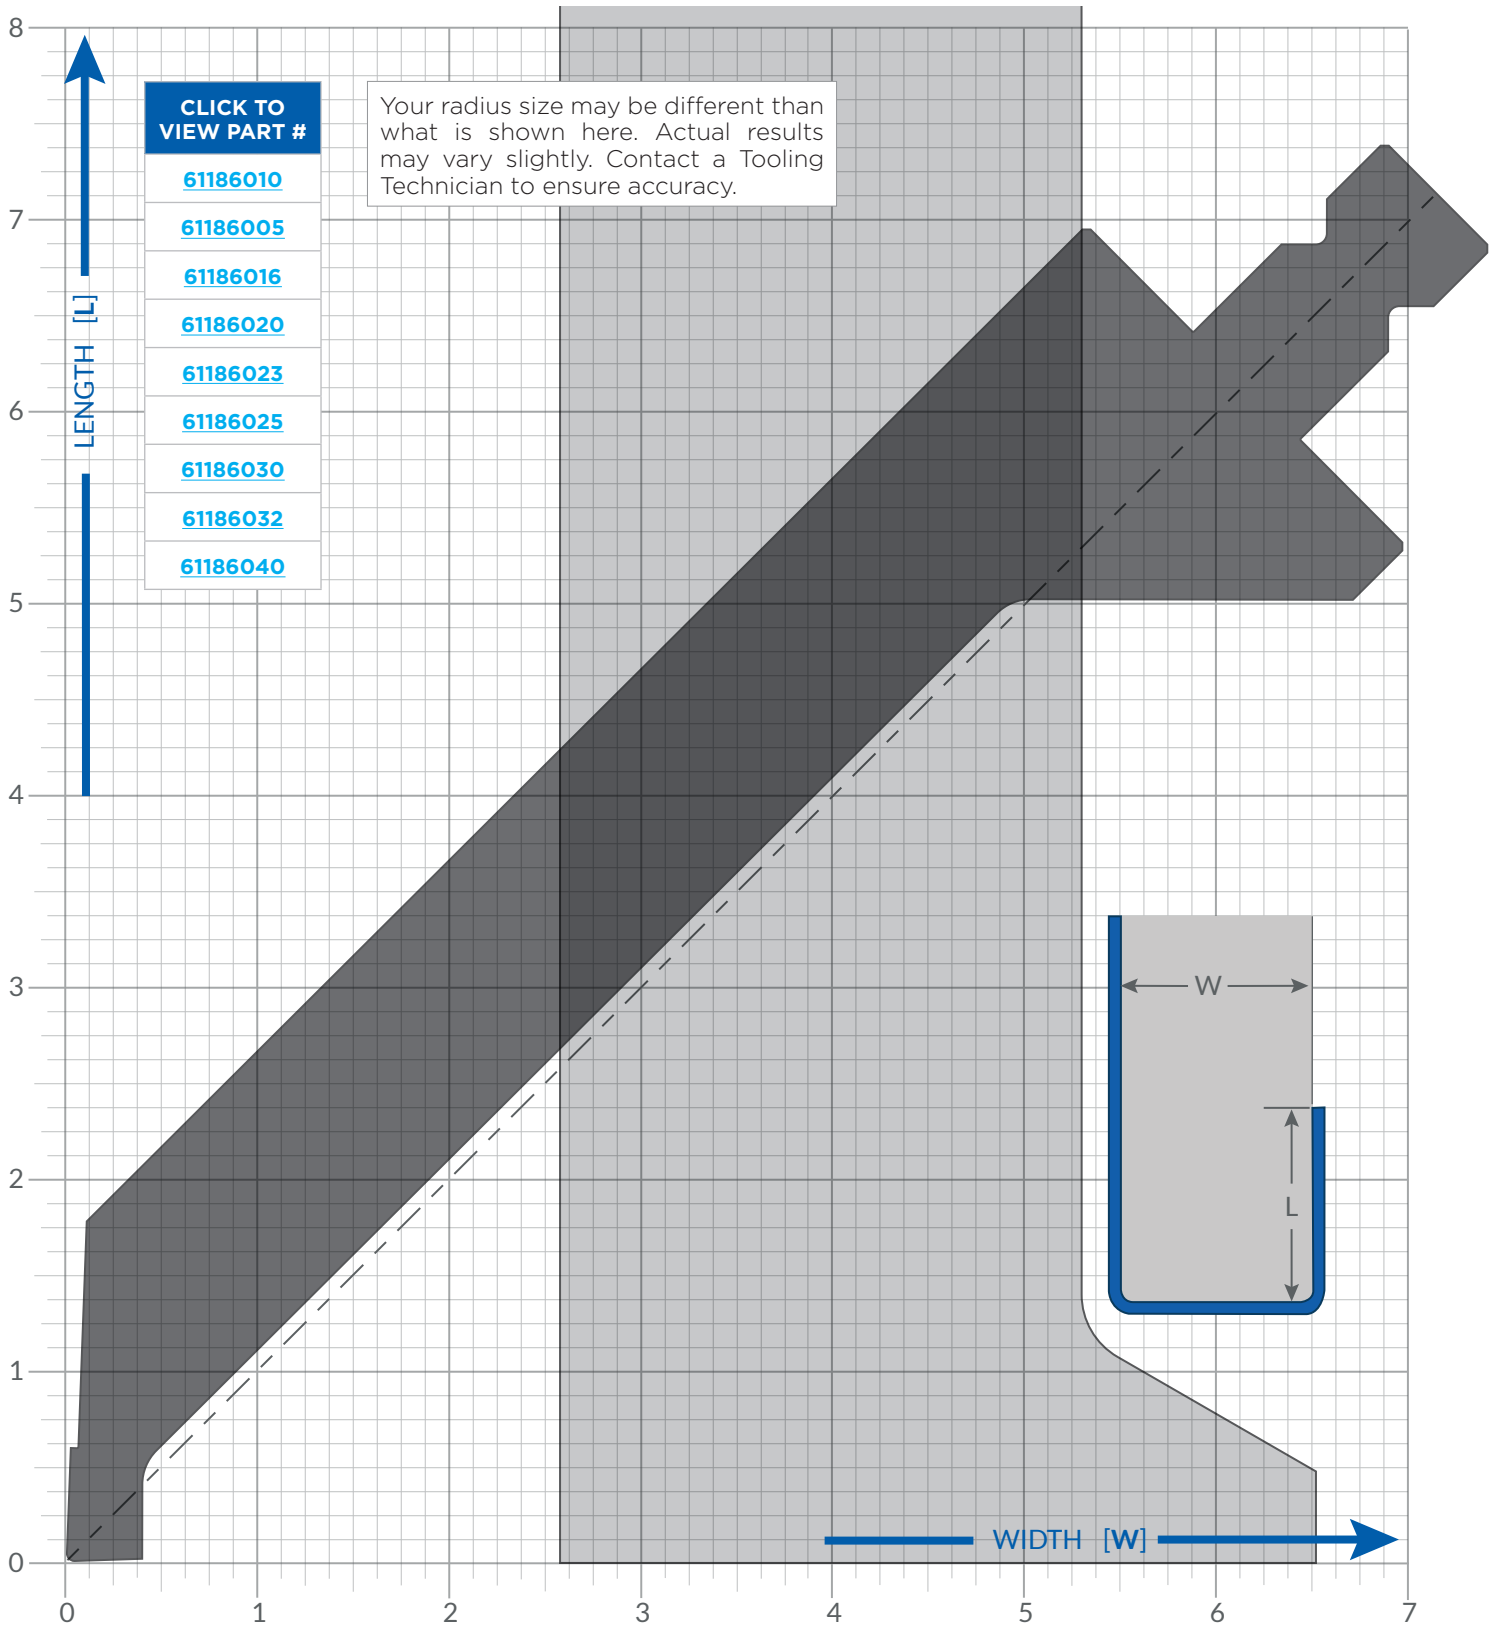 8
7
6
5
4
3
2
1
0
LENGTH [L]
CLICK TO
VIEW PART #
61186010
61186005
61186016
61186020
61186023
61186025
61186030
61186032
61186040
Your radius size may be different than
what is shown here. Actual results
may vary slightly. Contact a Tooling
Technician to ensure accuracy.
W
L
WIDTH [W]
0 1 2 3 4 5 6 7